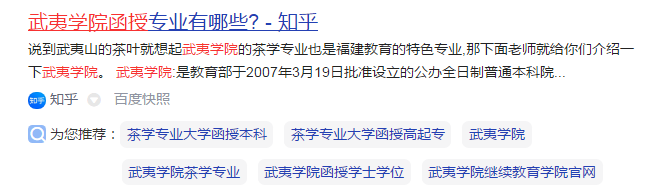 武夷学院函授专业有哪些? - 知乎
说到武夷山的茶叶就想起武夷学院的茶学专业也是福建教育的特色专业,那下面老师就给你们介绍一
下武夷学院。 武夷学院:是教育部于2007年3月19日批准设立的公办全日制普通本科院...
知乎 知乎 百度快照
为您推荐: 茶学专业大学函授本科 茶学专业大学函授高起专 武夷学院
武夷学院茶学专业 武夷学院函授学士学位 武夷学院继续教育学院官网